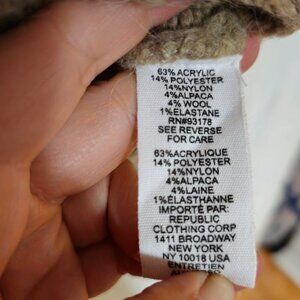 63% ACRYLIC
14% POLYESTER
14%NYLON
4%ALPACA
4% WOOL
1%ELASTANE
RN#93178
SEE REVERSE
FOR CARE
63%ACRYLIQUE
14% POLYESTER
14%NYLON
4%ALPAGA
4%LAINE
1%ÉLASTHANNE
IMPORTÉ PAR:
REPUBLIC
CLOTHING CORP
1411 BROADWAY
NEW YORK
NY 10018 USA
ENTRETIEN